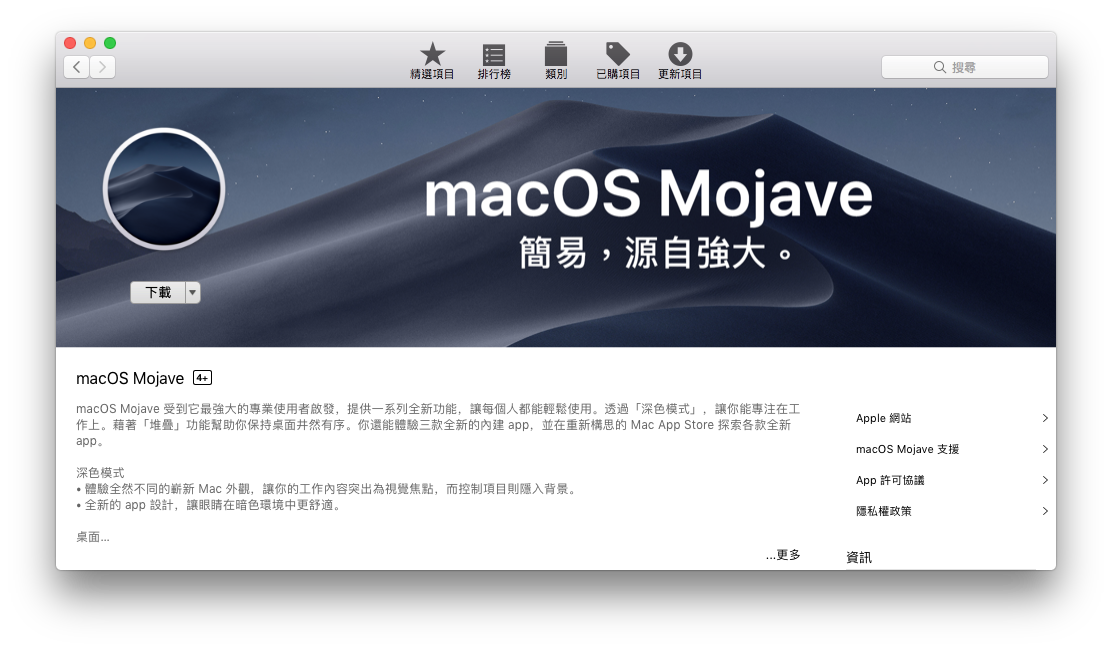 精選項目
排行榜
類別
已購項目
更新項目
搜尋
macOS Mojave
簡易，源自強大。
下載
macOS Mojave 4+
macOS Mojave 受到它最強大的專業使用者啟發，提供一系列全新功能，讓每個人都能輕鬆使用。透過「深色模式」，讓你能專注在工
作上。藉著「堆疊」功能幫助你保持桌面井然有序。你還能體驗三款全新的內建 app，並在重新構思的 Mac App Store 探索各款全新
app。
深色模式
• 體驗全然不同的嶄新 Mac 外觀，讓你的工作內容突出為視覺焦點，而控制項目則隱入背景。
• 全新的 app 設計，讓眼睛在暗色環境中更舒適。
桌面...
...更多
Apple 網站
macOS Mojave 支援
App 許可協議
隱私權政策
資訊